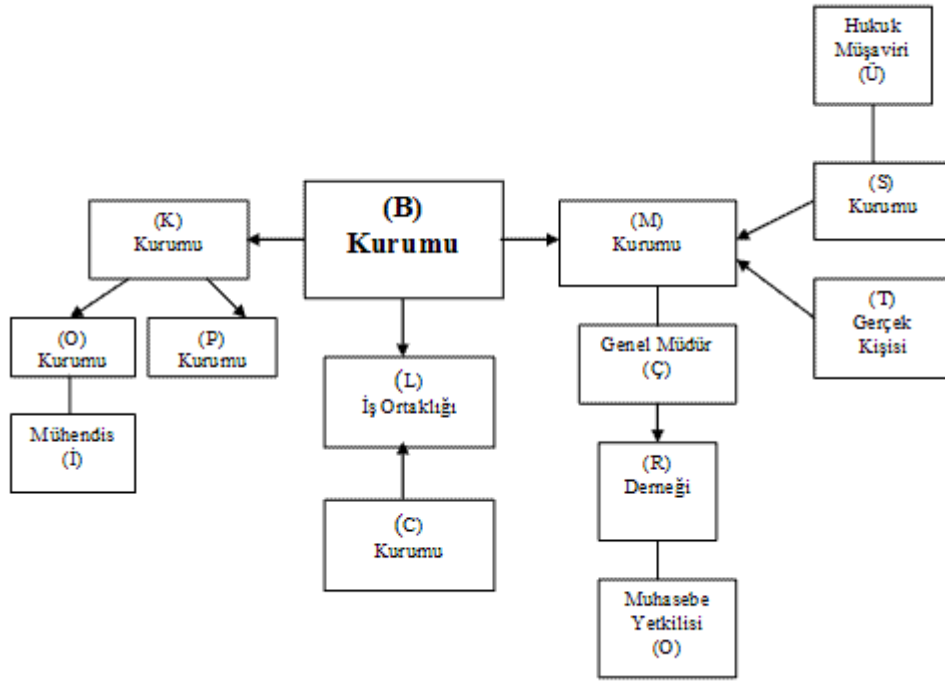 Hukuk
Müşaviri
(Ü)
(S)
Kurumu
(B)
Kurumu
(K)
Kurumu
(M)
Kurumu
(T)
Gerçek
Kişisi
(O)
Kurumu
(P)
Kurumu
Genel Müdür
(Ç)
(L)
İş Ortaklığı
Mühendis
(İ)
(R)
Derneği
(C)
Kurumu
Muhasebe
Yetkilisi
(O)